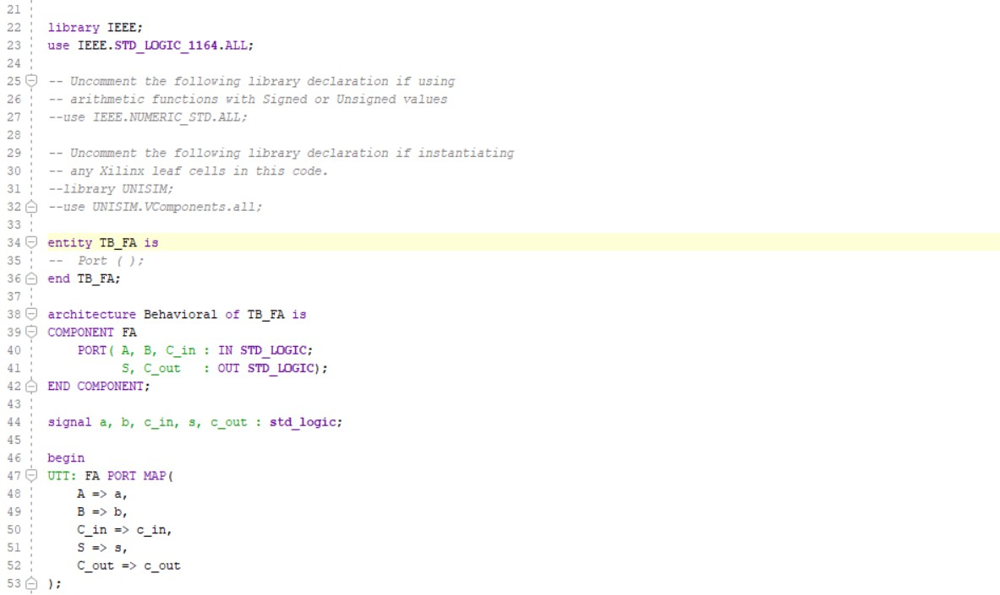 21
22 library IEEE;
23 use IEEE.STD_LOGIC_1164.ALL;
24
25 -- Uncomment the following library declaration if using
26 -- arithmetic functions with Signed or Unsigned values
27 --use IEEE.NUMERIC_STD.ALL;
28
29 -- Uncomment the following library declaration if instantiating
30 -- any Xilinx leaf cells in this code.
31 --library UNISIM;
32 --use UNISIM.VComponents.all;
33
34 entity TB_FA is
35 --  Port ( );
36 end TB_FA;
37
38 architecture Behavioral of TB_FA is
39 COMPONENT FA
40     PORT( A, B, C_in : IN STD_LOGIC;
41           S, C_out   : OUT STD_LOGIC);
42 END COMPONENT;
43
44 signal a, b, c_in, s, c_out : std_logic;
45
46 begin
47 UTT: FA PORT MAP(
48     A => a,
49     B => b,
50     C_in => c_in,
51     S => s,
52     C_out => c_out
53 );